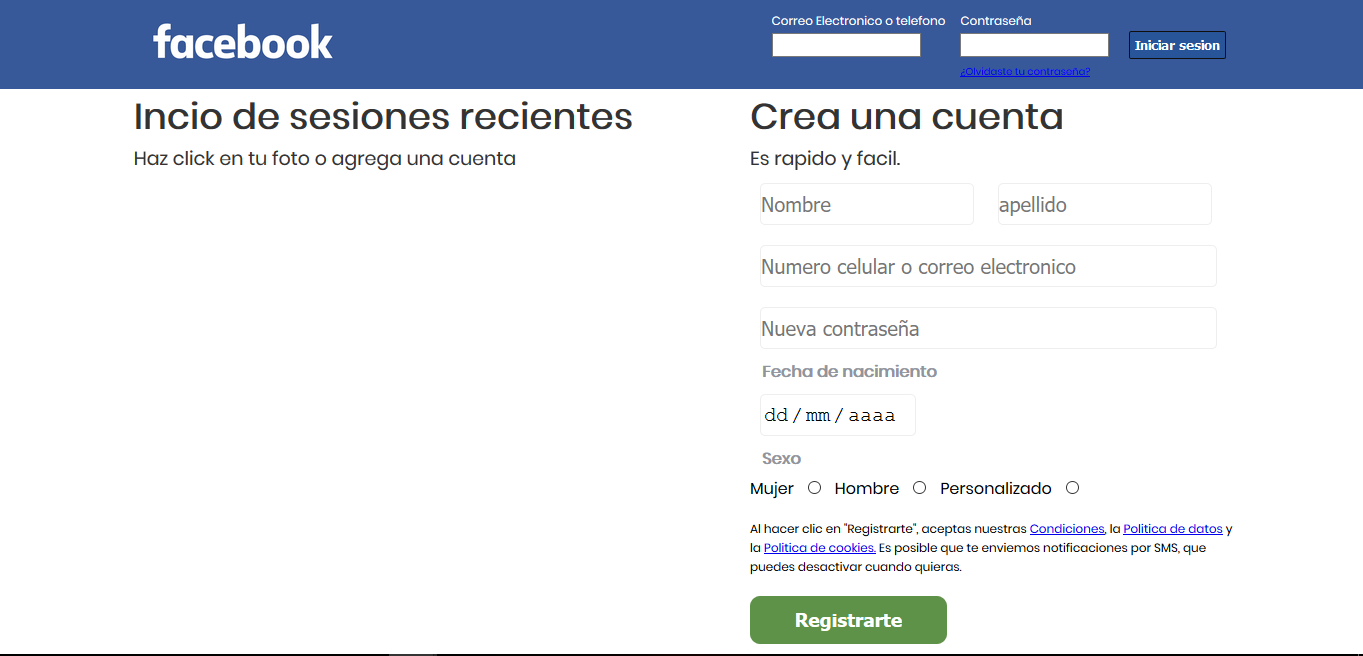 facebook
Correo Electronico o telefono Contraseña
Iniciar sesion
¿Olvidaste tu contraseña?
Incio de sesiones recientes
Haz click en tu foto o agrega una cuenta
Crea una cuenta
Es rapido y facil.
Nombre apellido
Numero celular o correo electronico
Nueva contraseña
Fecha de nacimiento
dd / mm / aaaa
Sexo
Mujer Hombre Personalizado
Al hacer clic en "Registrarte", aceptas nuestras Condiciones, la Politica de datos y
la Politica de cookies. Es posible que te enviemos notificaciones por SMS, que
puedes desactivar cuando quieras.
Registrarte